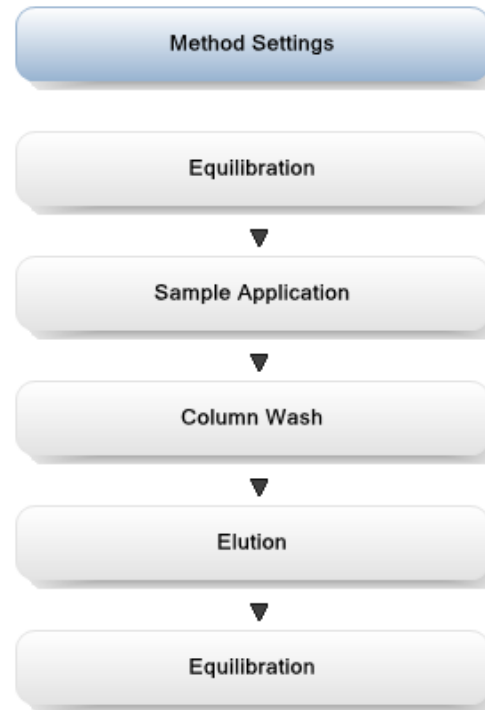 Method Settings
Equilibration
Sample Application
Column Wash
Elution
Equilibration